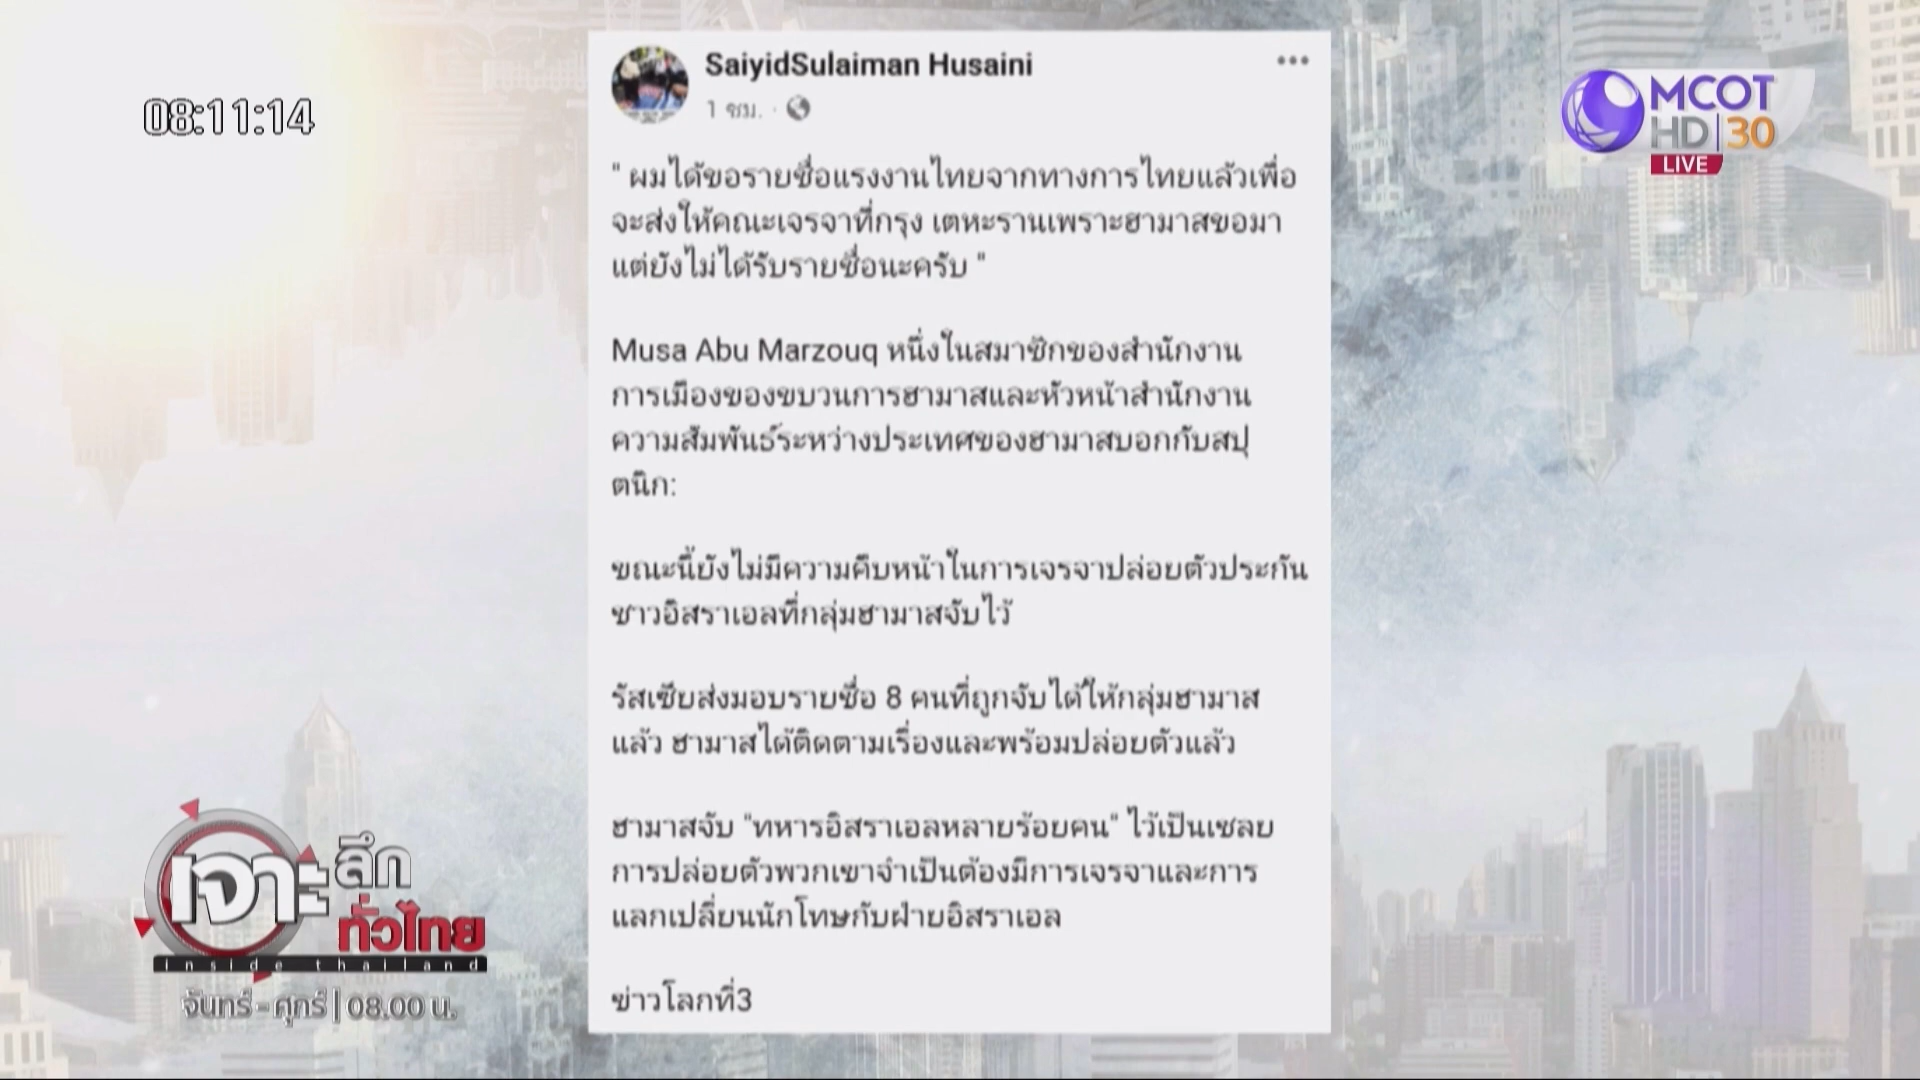 08:11:14
MCOT
HD 30
LIVE
SaiyidSulaiman Husaini
1 ชม. ·
" ผมได้ขอรายชื่อแรงงานไทยจากทางการไทยแล้วเพื่อ
จะส่งให้คณะเจรจาที่กรุง เตหะรานเพราะฮามาสขอมา
แต่ยังไม่ได้รับรายชื่อนะครับ "
Musa Abu Marzouq หนึ่งในสมาชิกของสำนักงาน
การเมืองของขบวนการฮามาสและหัวหน้าสำนักงาน
ความสัมพันธ์ระหว่างประเทศของฮามาสบอกกับสปุ
ตนิก:
ขณะนี้ยังไม่มีความคืบหน้าในการเจรจาปล่อยตัวประกัน
ชาวอิสราเอลที่กลุ่มฮามาสจับไว้
รัสเซียส่งมอบรายชื่อ 8 คนที่ถูกจับได้ให้กลุ่มฮามาส
แล้ว ฮามาสได้ติดตามเรื่องและพร้อมปล่อยตัวแล้ว
ฮามาสจับ "ทหารอิสราเอลหลายร้อยคน" ไว้เป็นเชลย
การปล่อยตัวพวกเขาจำเป็นต้องมีการเจรจาและการ
แลกเปลี่ยนนักโทษกับฝ่ายอิสราเอล
ข่าวโลกที่3
เจาะลึก
ทั่วไทย
inside thailand
จันทร์ - ศุกร์ | 08.00 น.